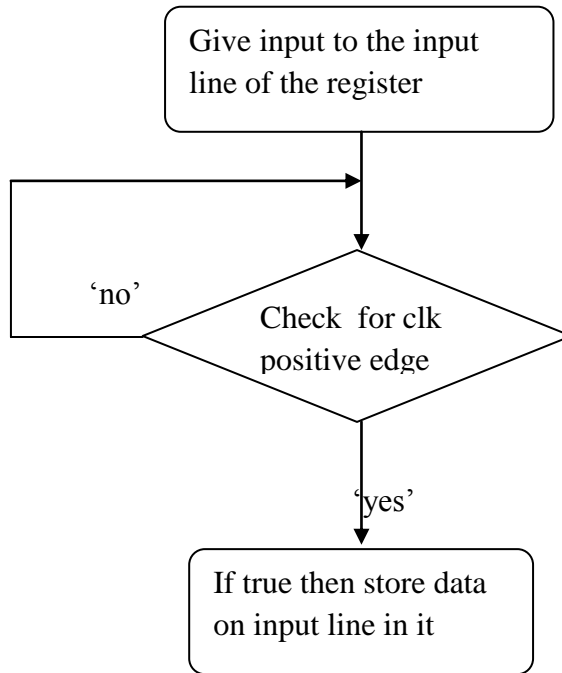 Give input to the input
line of the register
‘no’
Check  for clk
positive edge
‘yes’
If true then store data
on input line in it